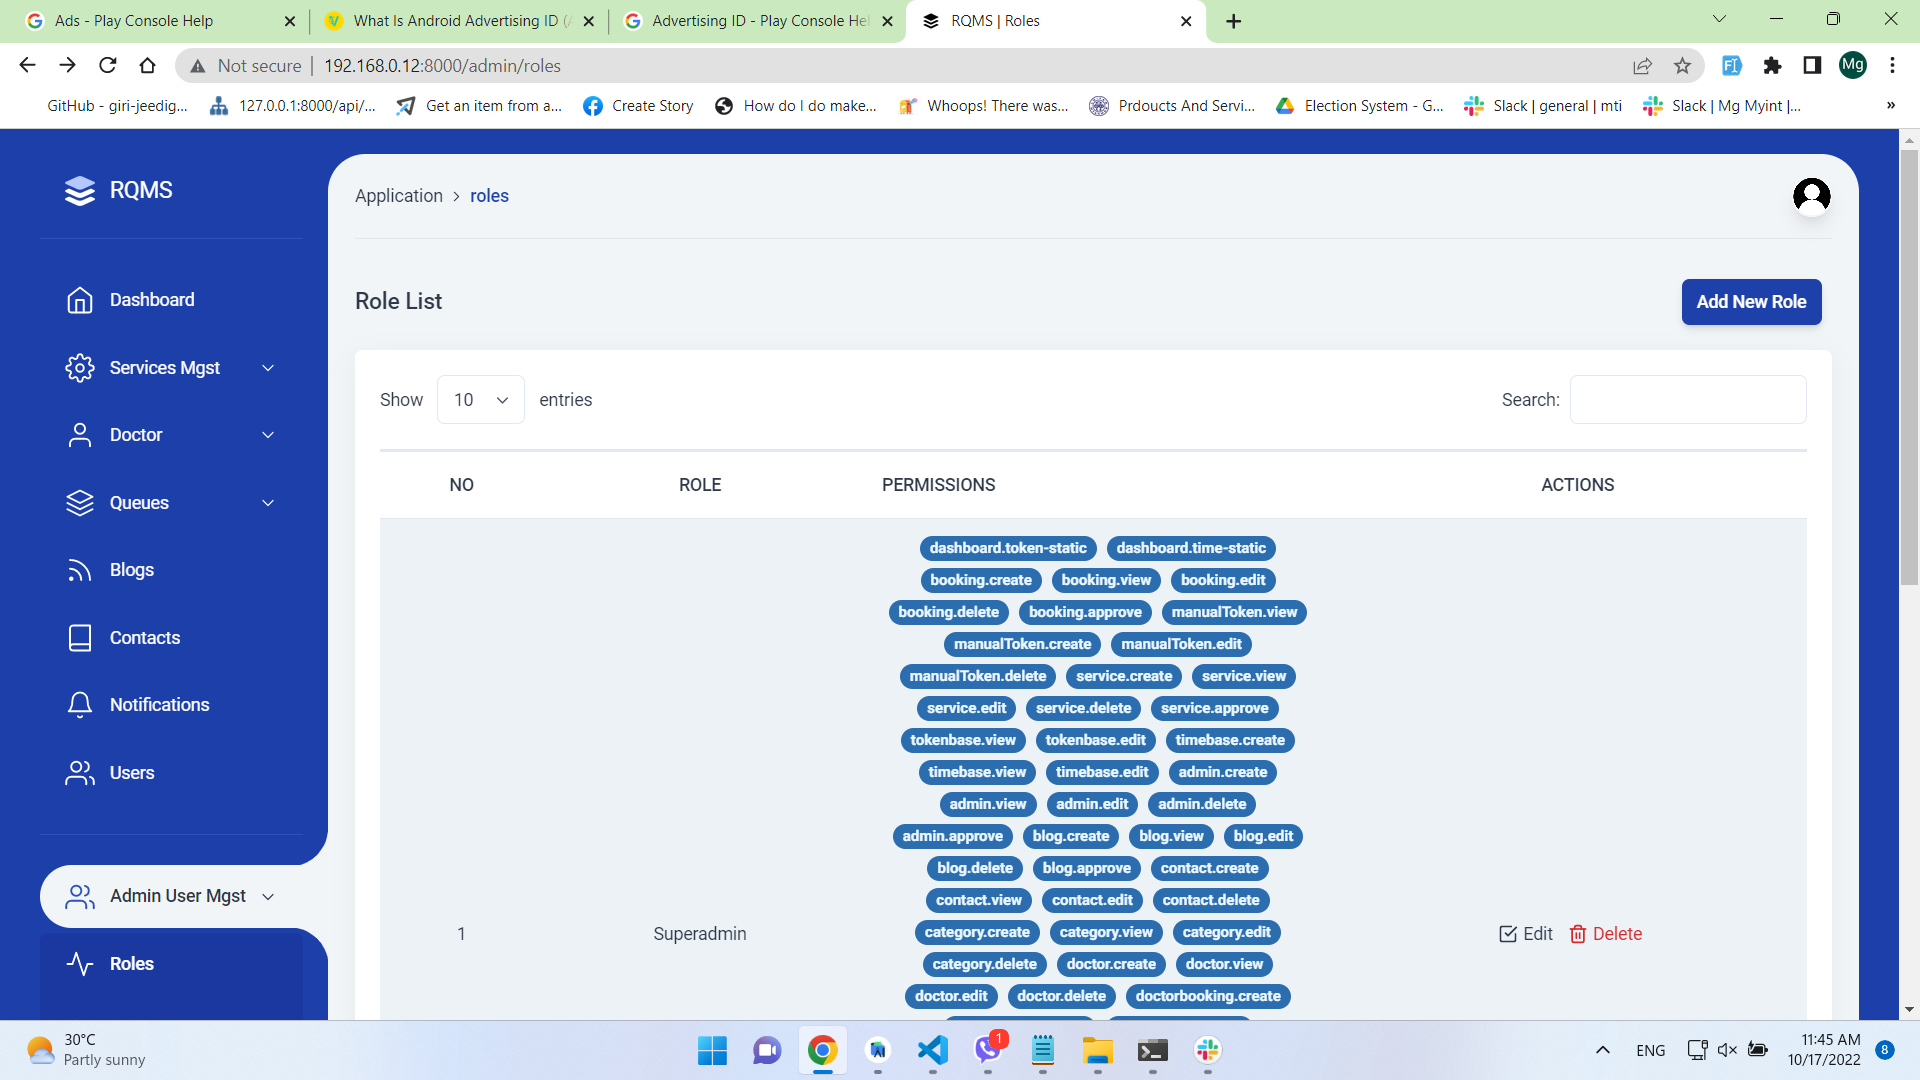 Ads - Play Console Help
What Is Android Advertising ID (
Advertising ID - Play Console Hel
RQMS | Roles
Not secure
192.168.0.12:8000/admin/roles
Mg
GitHub - giri-jeedig...
127.0.0.1:8000/api/...
Get an item from a...
Create Story
How do I do make...
Whoops! There was...
Prdoucts And Servi...
Election System - G...
Slack | general | mti
Slack | Mg Myint |...
»
RQMS
Application > roles
Dashboard
Services Mgst
Doctor
Queues
Blogs
Contacts
Notifications
Users
Admin User Mgst
Roles
Role List
Add New Role
Show 10 entries
Search:
NO ROLE PERMISSIONS ACTIONS
dashboard.token-static dashboard.time-static
booking.create booking.view booking.edit
booking.delete booking.approve manualToken.view
manualToken.create manualToken.edit
manualToken.delete service.create service.view
service.edit service.delete service.approve
tokenbase.view tokenbase.edit timebase.create
timebase.view timebase.edit admin.create
admin.view admin.edit admin.delete
admin.approve blog.create blog.view blog.edit
blog.delete blog.approve contact.create
contact.view contact.edit contact.delete
category.create category.view category.edit
1 Superadmin Edit Delete
category.delete doctor.create doctor.view
doctor.edit doctor.delete doctorbooking.create
30°C
Partly sunny
1
ENG
11:45 AM
10/17/2022
8